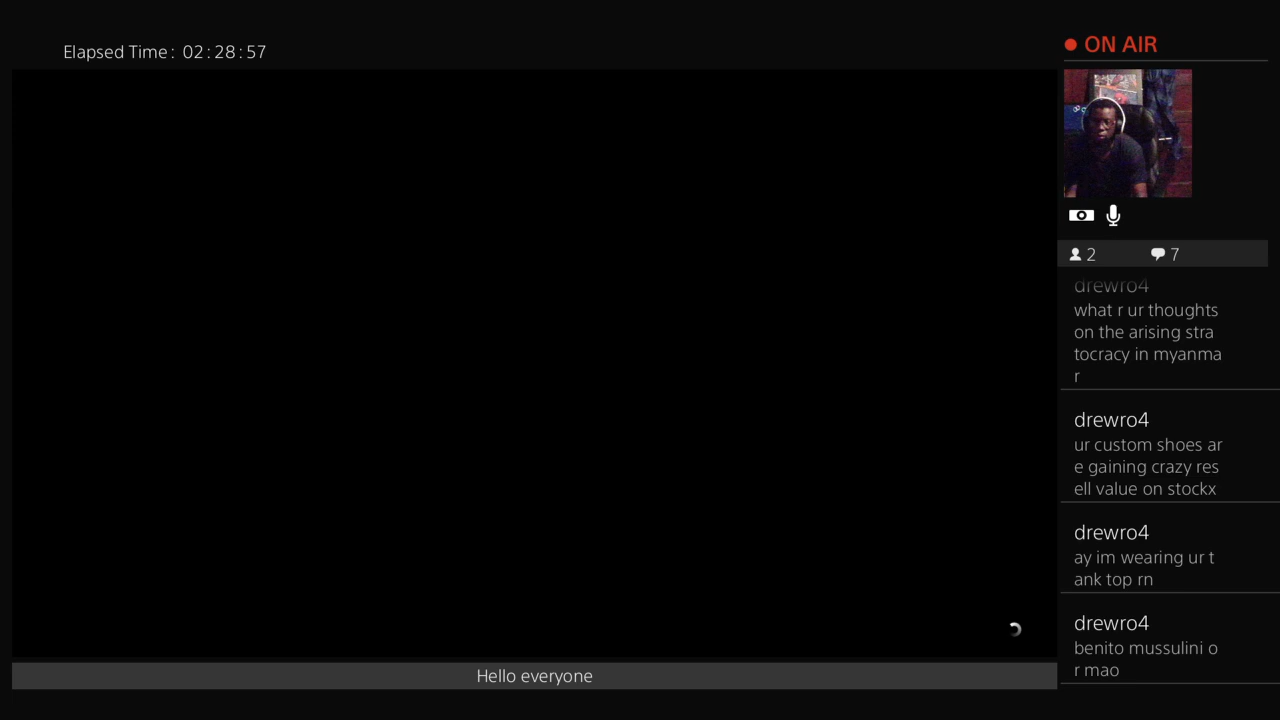 Elapsed Time: 02:28:57
ON AIR
2
7
drewro4
what r ur thoughts
on the arising stra
tocracy in myanma
r
drewro4
ur custom shoes ar
e gaining crazy res
ell value on stockx
drewro4
ay im wearing ur t
ank top rn
drewro4
benito mussulini o
r mao
Hello everyone